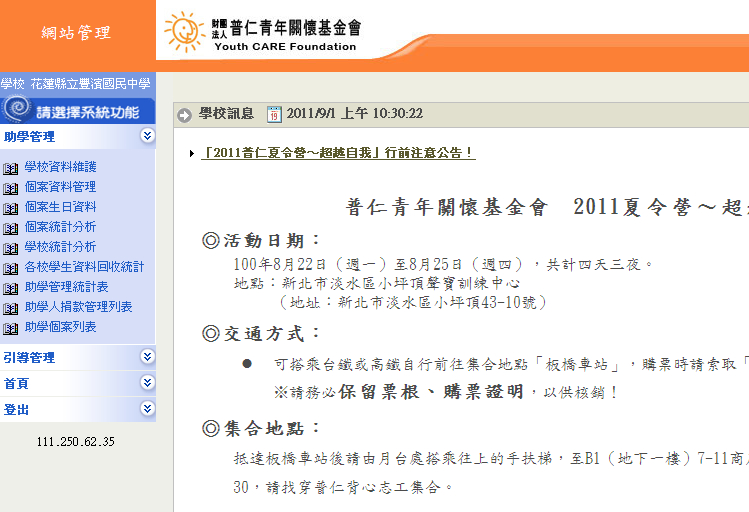 網站管理
財團法人 普仁青年關懷基金會
Youth CARE Foundation
學校 花蓮縣立豐濱國民中學
請選擇系統功能
助學管理
學校資料維護
個案資料管理
個案生日資料
個案統計分析
學校統計分析
各校學生資料回收統計
助學管理統計表
助學人捐款管理列表
助學個案列表
引導管理
首頁
登出
111.250.62.35
學校訊息 19 2011/9/1 上午 10:30:22
「2011普仁夏令營～超越自我」行前注意公告！
普仁青年關懷基金會 2011夏令營～超
◎活動日期：
100年8月22日（週一）至8月25日（週四），共計四天三夜。
地點：新北市淡水區小坪頂聲寶訓練中心
（地址：新北市淡水區小坪頂43-10號）
◎交通方式：
● 可搭乘台鐵或高鐵自行前往集合地點「板橋車站」，購票時請索取「
※請務必保留票根、購票證明，以供核銷！
◎集合地點：
抵達板橋車站後請由月台處搭乘往上的手扶梯，至B1（地下一樓）7-11商
30，請找穿普仁背心志工集合。